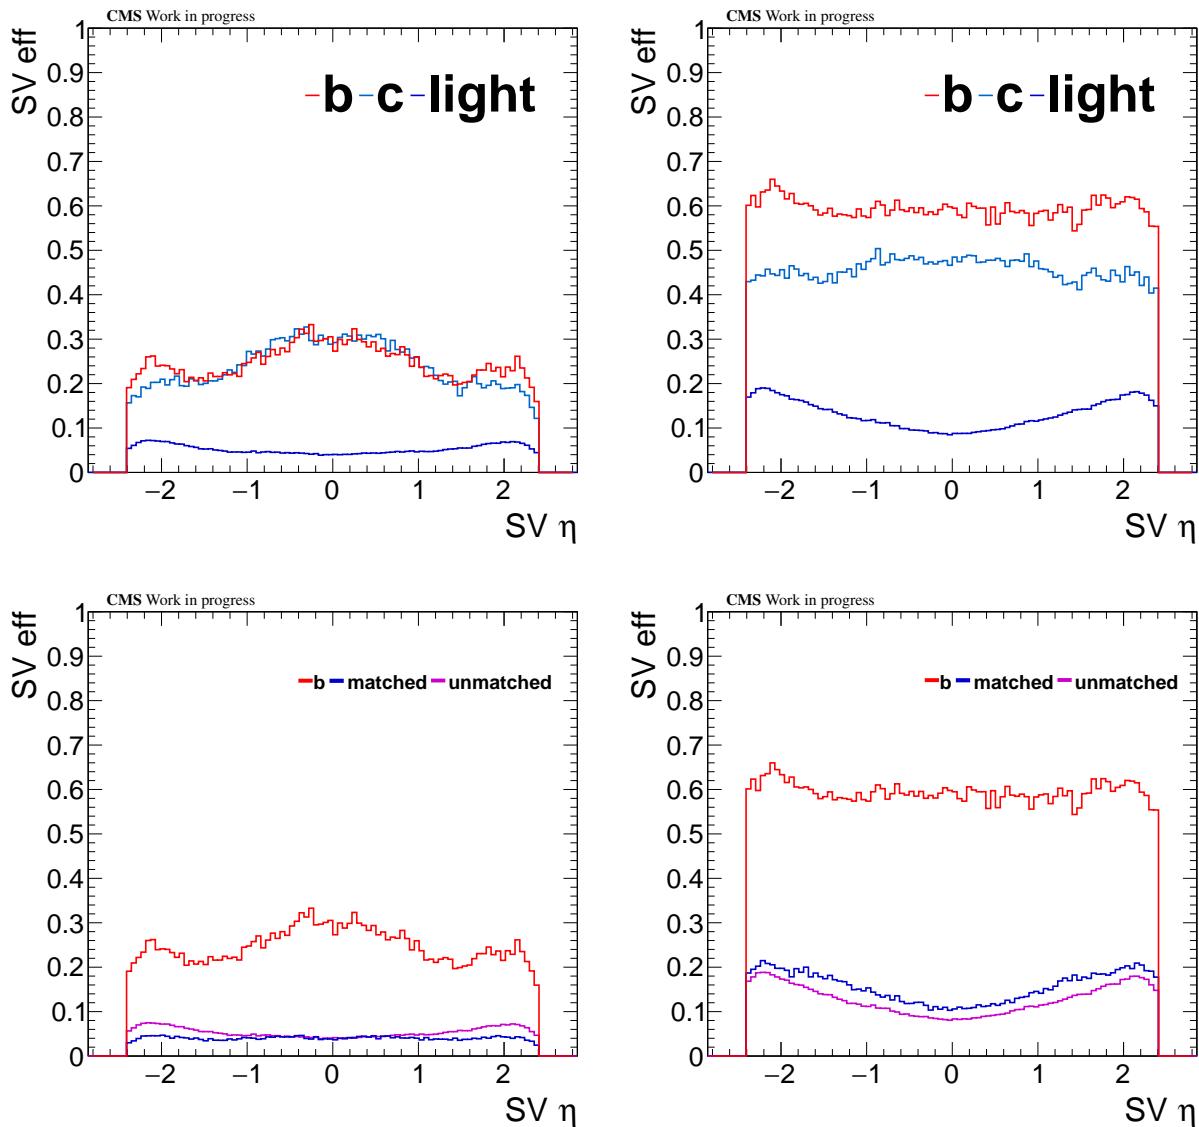 CMS Work in progress
SV eff
1
0.9
0.8
0.7
0.6
0.5
0.4
0.3
0.2
0.1
0
b c light
−2 −1 0 1 2
SV η
CMS Work in progress
SV eff
1
0.9
0.8
0.7
0.6
0.5
0.4
0.3
0.2
0.1
0
b c light
−2 −1 0 1 2
SV η
CMS Work in progress
SV eff
1
0.9
0.8
0.7
0.6
0.5
0.4
0.3
0.2
0.1
0
b matched unmatched
−2 −1 0 1 2
SV η
CMS Work in progress
SV eff
1
0.9
0.8
0.7
0.6
0.5
0.4
0.3
0.2
0.1
0
b matched unmatched
−2 −1 0 1 2
SV η